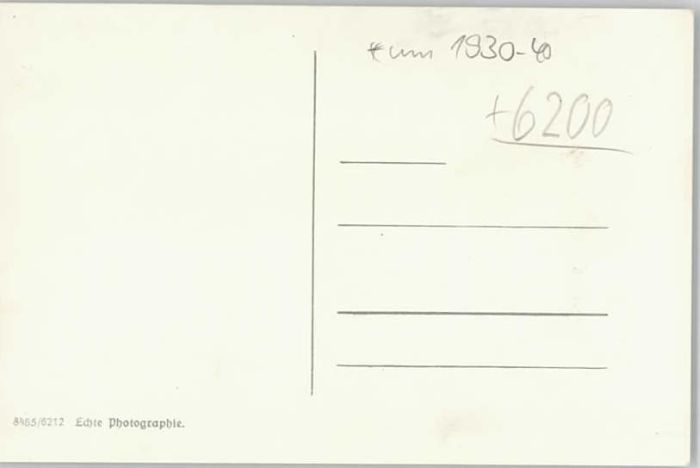 * um 1930-40
+6200
8465/6212 Echte Photographie.